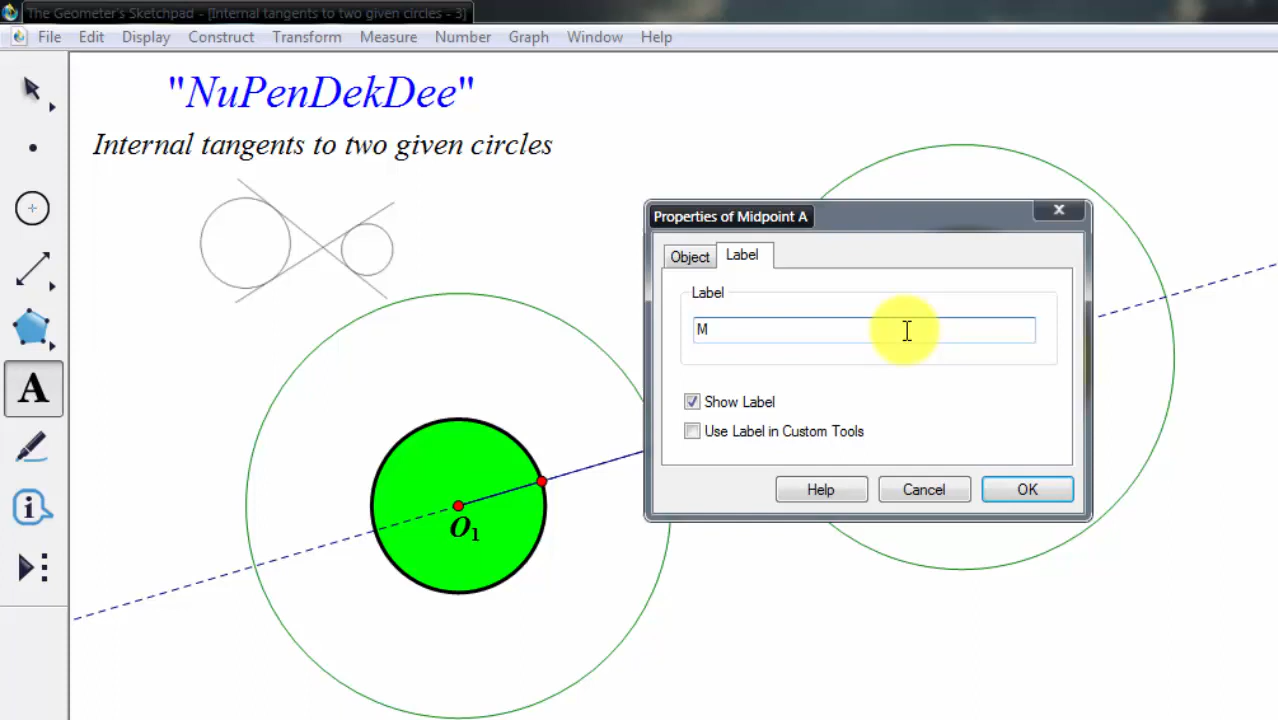 The Geometer's Sketchpad - [Internal tangents to two given circles - 3]
File Edit Display Construct Transform Measure Number Graph Window Help
"NuPenDekDee"
Internal tangents to two given circles
Properties of Midpoint A
Object Label
Label
M
Show Label
Use Label in Custom Tools
Help Cancel OK
A
O₁